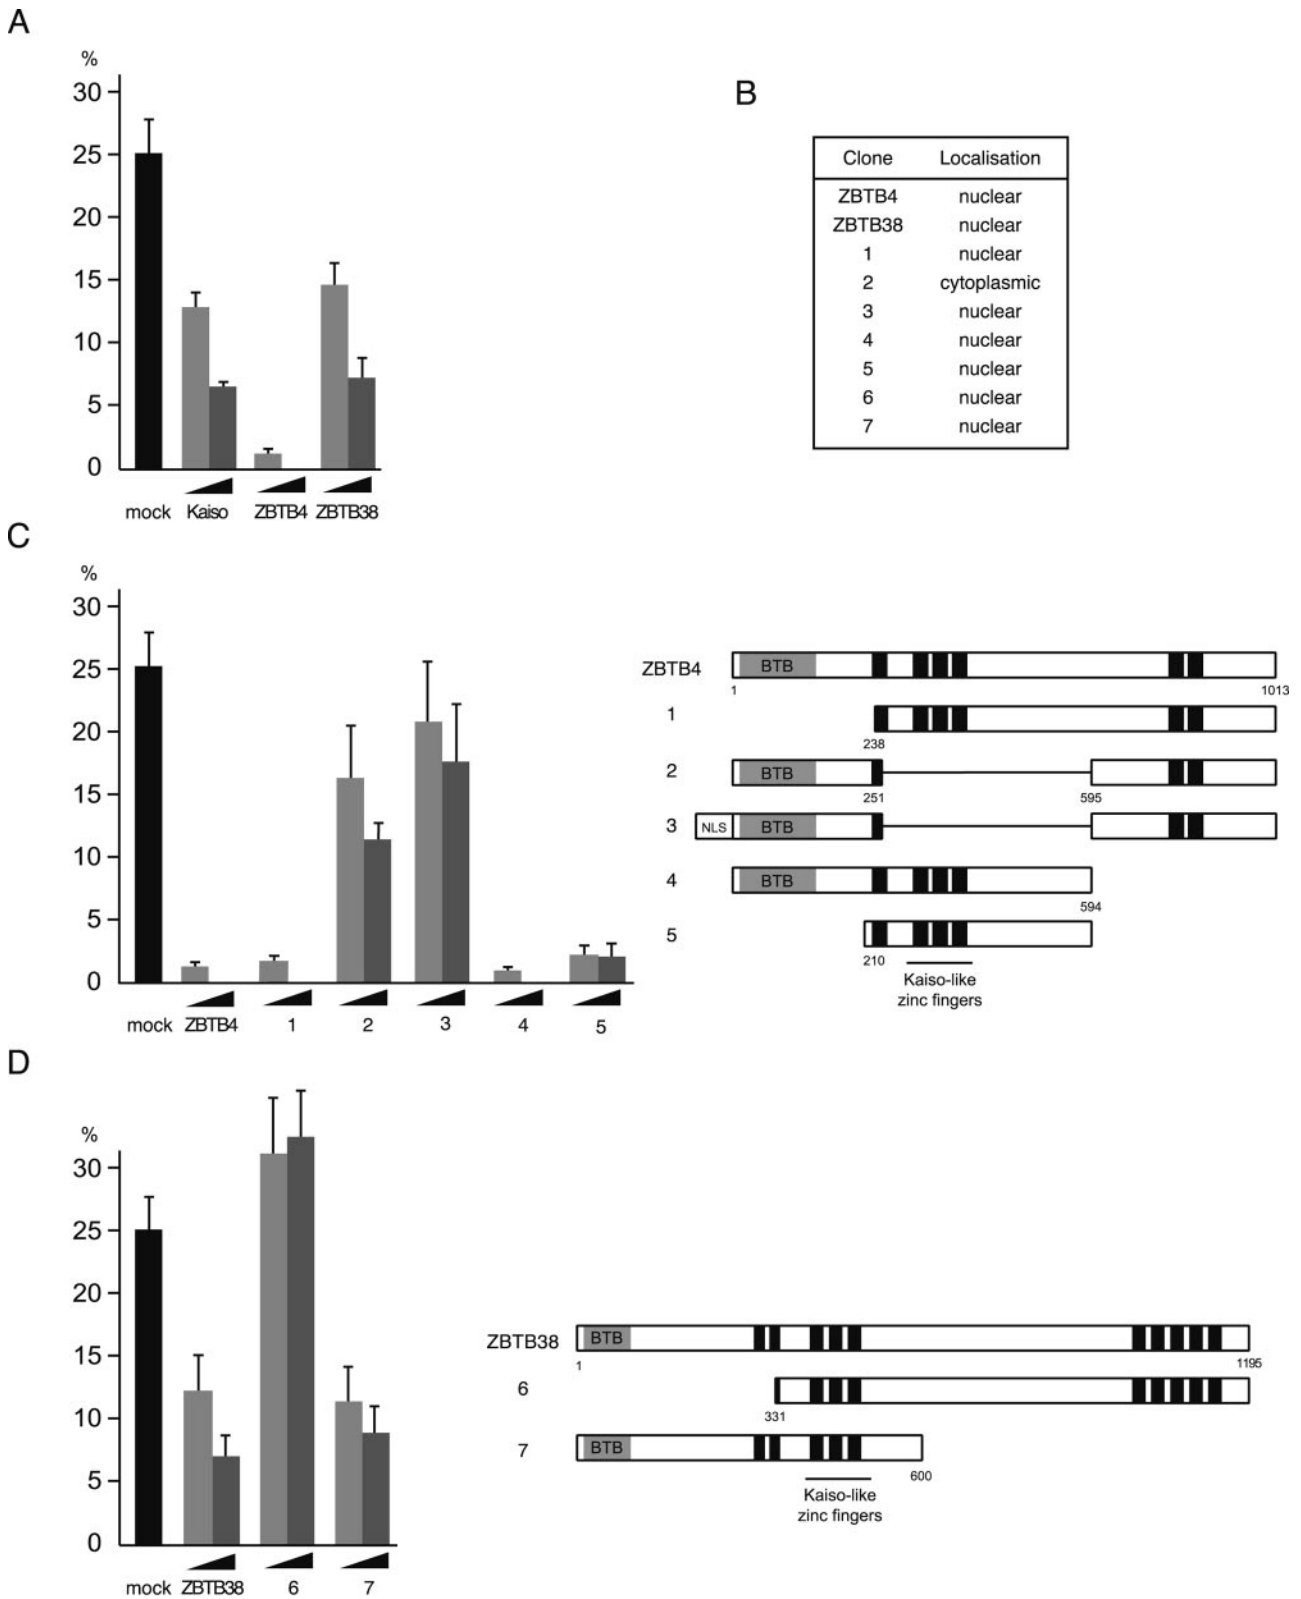 A
%
30
25
20
15
10
5
0
mock Kaiso ZBTB4 ZBTB38
B
Clone Localisation
ZBTB4 nuclear
ZBTB38 nuclear
1 nuclear
2 cytoplasmic
3 nuclear
4 nuclear
5 nuclear
6 nuclear
7 nuclear
C
%
30
25
20
15
10
5
0
mock ZBTB4 1 2 3 4 5
ZBTB4 BTB
1 1013
1
238
2 BTB
251 595
3 NLS BTB
4 BTB
594
5
210
Kaiso-like
zinc fingers
D
%
30
25
20
15
10
5
0
mock ZBTB38 6 7
ZBTB38 BTB
1 1195
6
331
7 BTB
600
Kaiso-like
zinc fingers